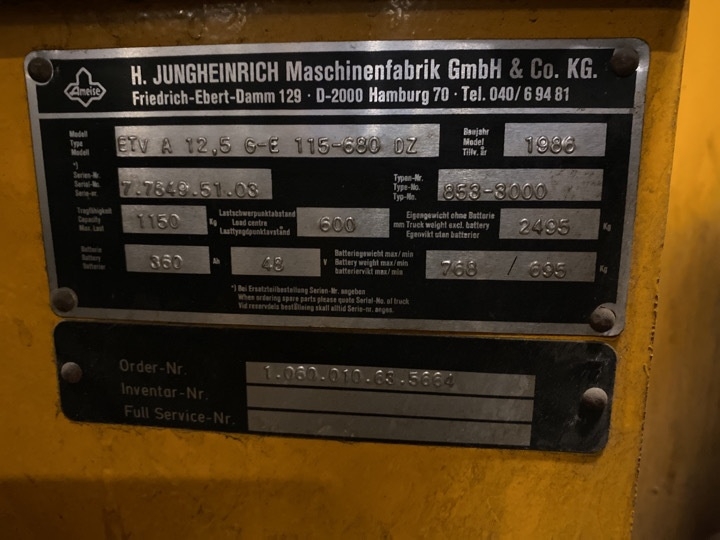 Ameise
H. JUNGHEINRICH Maschinenfabrik GmbH & Co. KG.
Friedrich-Ebert-Damm 129 · D-2000 Hamburg 70 · Tel. 040/6 94 81
Modell
Type
Modell
ETV A 12,5 G-E 115-680 DZ
Baujahr
Model
Tillv. år
1986
*)
Serien-Nr.
Serial-No.
Serie-nr.
7.7849.51.03
Typen-Nr.
Type-No.
Typ-No.
858-8000
Tragfähigkeit
Capacity
Max. Last
1150 Kg
Lastschwerpunktabstand
Load centre
Lasttyngdpunktavstånd
600 mm
Eigengewicht ohne Batterie
Truck weight excl. battery
Egenvikt utan batterier
2495 Kg
Batterie
Battery
Batterier
360 Ah
48 V
Batteriegewicht max/min
Battery weight max/min
batteriervikt max/min
768 / 695 Kg
*) Bei Ersatzteilbestellung Serien-Nr. angeben
When ordering spare parts please quote Serial-No. of truck
Vid reservdels beställning skall alltid Serie-nr. anges.
Order-Nr. 1.060.010.63.5664
Inventar-Nr.
Full Service-Nr.